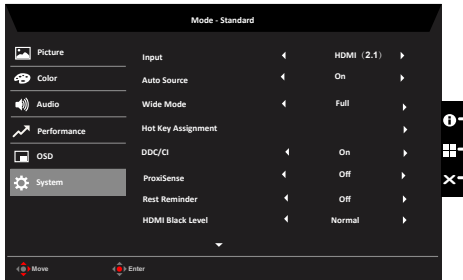 Mode - Standard
Picture
Color
Audio
Performance
OSD
System
Input HDMI（2.1）
Auto Source On
Wide Mode Full
Hot Key Assignment
DDC/CI On
ProxiSense Off
Rest Reminder Off
HDMI Black Level Normal
Move Enter